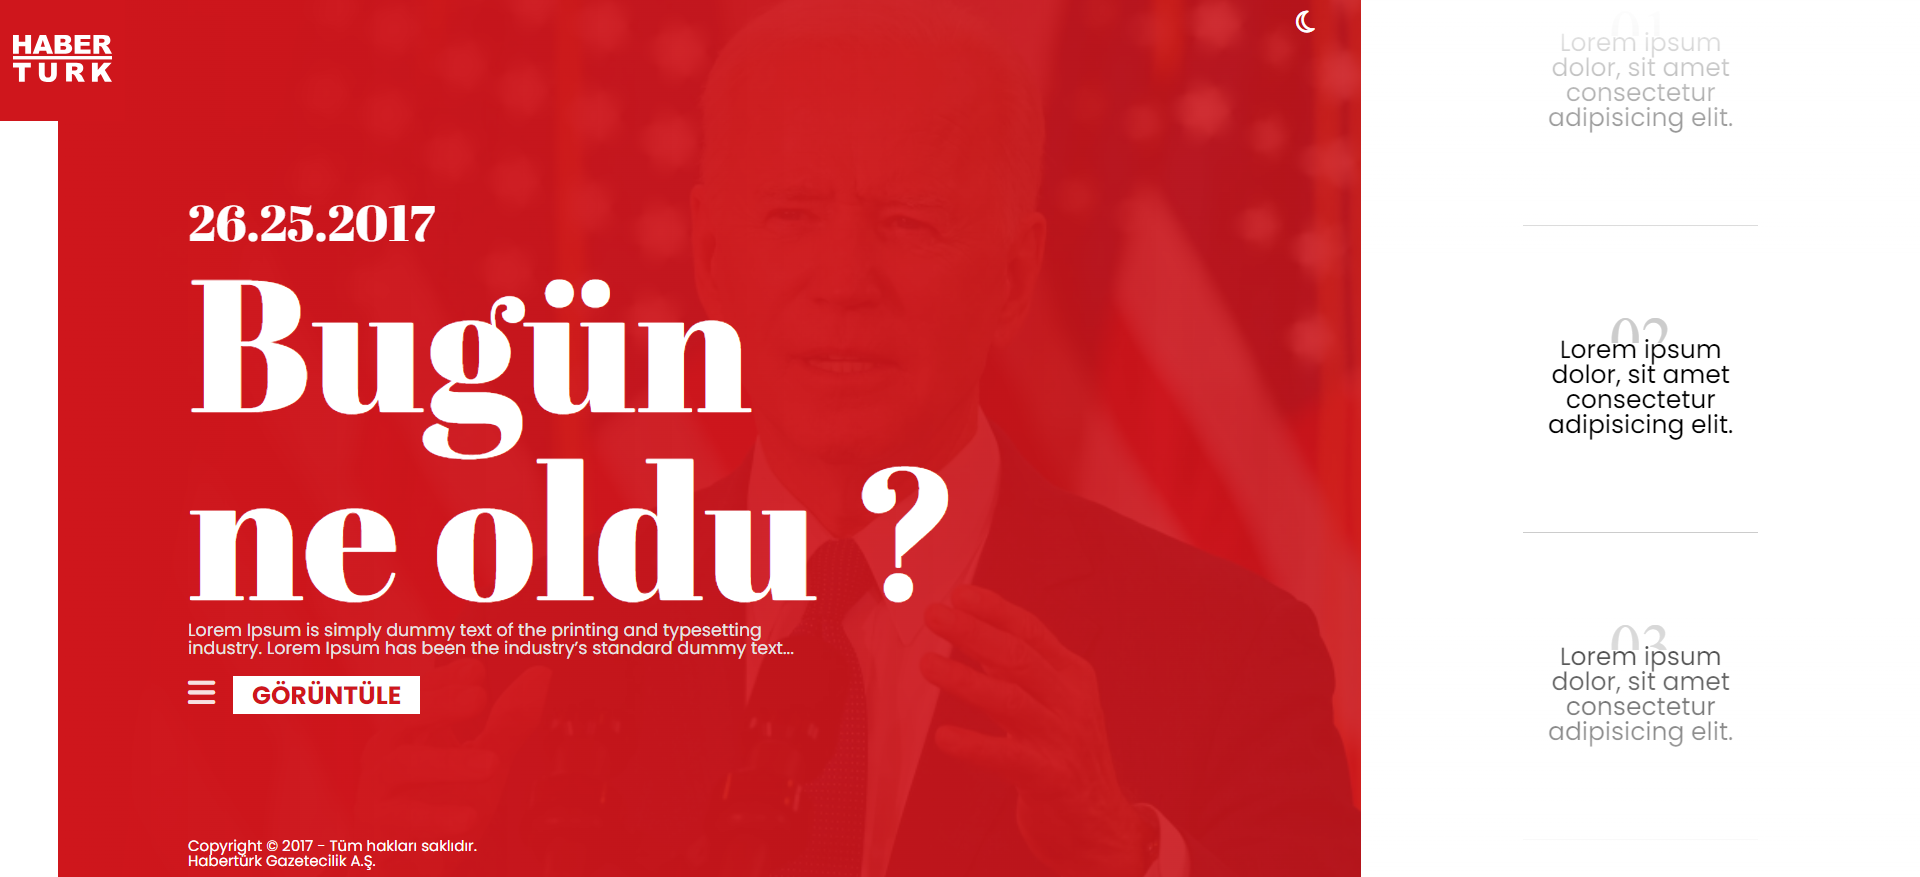 HABER
TURK
26.25.2017
Bugün
ne oldu ?
Lorem Ipsum is simply dummy text of the printing and typesetting
industry. Lorem Ipsum has been the industry's standard dummy text...
GÖRÜNTÜLE
Copyright © 2017 - Tüm hakları saklıdır.
Habertürk Gazetecilik A.Ş.
01
Lorem ipsum
dolor, sit amet
consectetur
adipisicing elit.
02
Lorem ipsum
dolor, sit amet
consectetur
adipisicing elit.
03
Lorem ipsum
dolor, sit amet
consectetur
adipisicing elit.